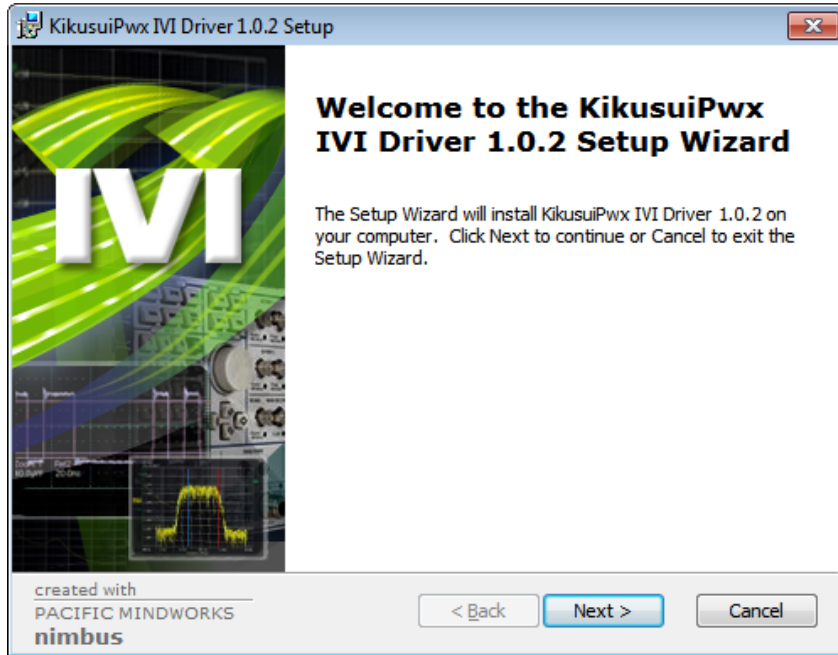 KikusuiPwx IVI Driver 1.0.2 Setup
IVI
Welcome to the KikusuiPwx
IVI Driver 1.0.2 Setup Wizard
The Setup Wizard will install KikusuiPwx IVI Driver 1.0.2 on
your computer.  Click Next to continue or Cancel to exit the
Setup Wizard.
created with
PACIFIC MINDWORKS
nimbus
< Back
Next >
Cancel